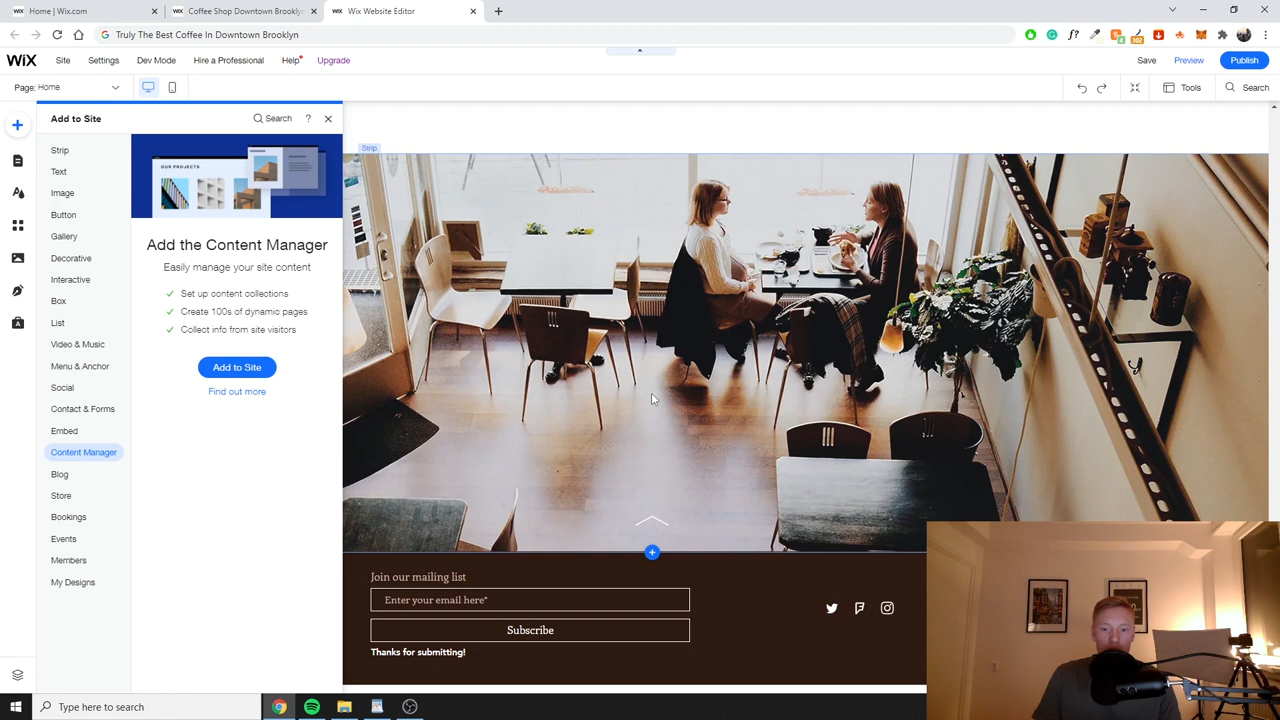 Home | Wix.com
Coffee Shop Downtown Brooklyn
Wix Website Editor
Truly The Best Coffee In Downtown Brooklyn
WiX
Site
Settings
Dev Mode
Hire a Professional
Help
Upgrade
Save
Preview
Publish
Page: Home
Tools
Search
Add to Site
Search
?
Strip
Text
Image
Button
Gallery
Decorative
Interactive
Box
List
Video & Music
Menu & Anchor
Social
Contact & Forms
Embed
Content Manager
Blog
Store
Bookings
Events
Members
My Designs
OUR PROJECTS
Add the Content Manager
Easily manage your site content
Set up content collections
Create 100s of dynamic pages
Collect info from site visitors
Add to Site
Find out more
Strip
Join our mailing list
Enter your email here*
Subscribe
Thanks for submitting!
Type here to search